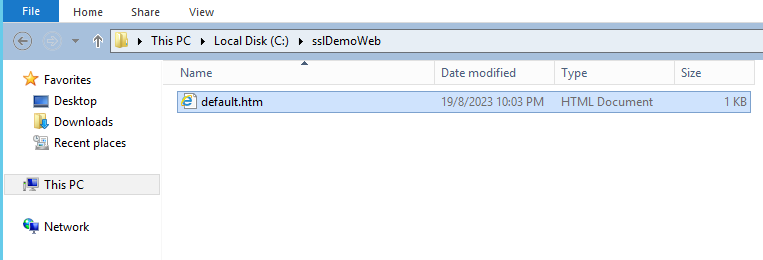 File Home Share View
This PC Local Disk (C:) sslDemoWeb
Favorites
Desktop
Downloads
Recent places
This PC
Network
Name Date modified Type Size
default.htm 19/8/2023 10:03 PM HTML Document 1 KB